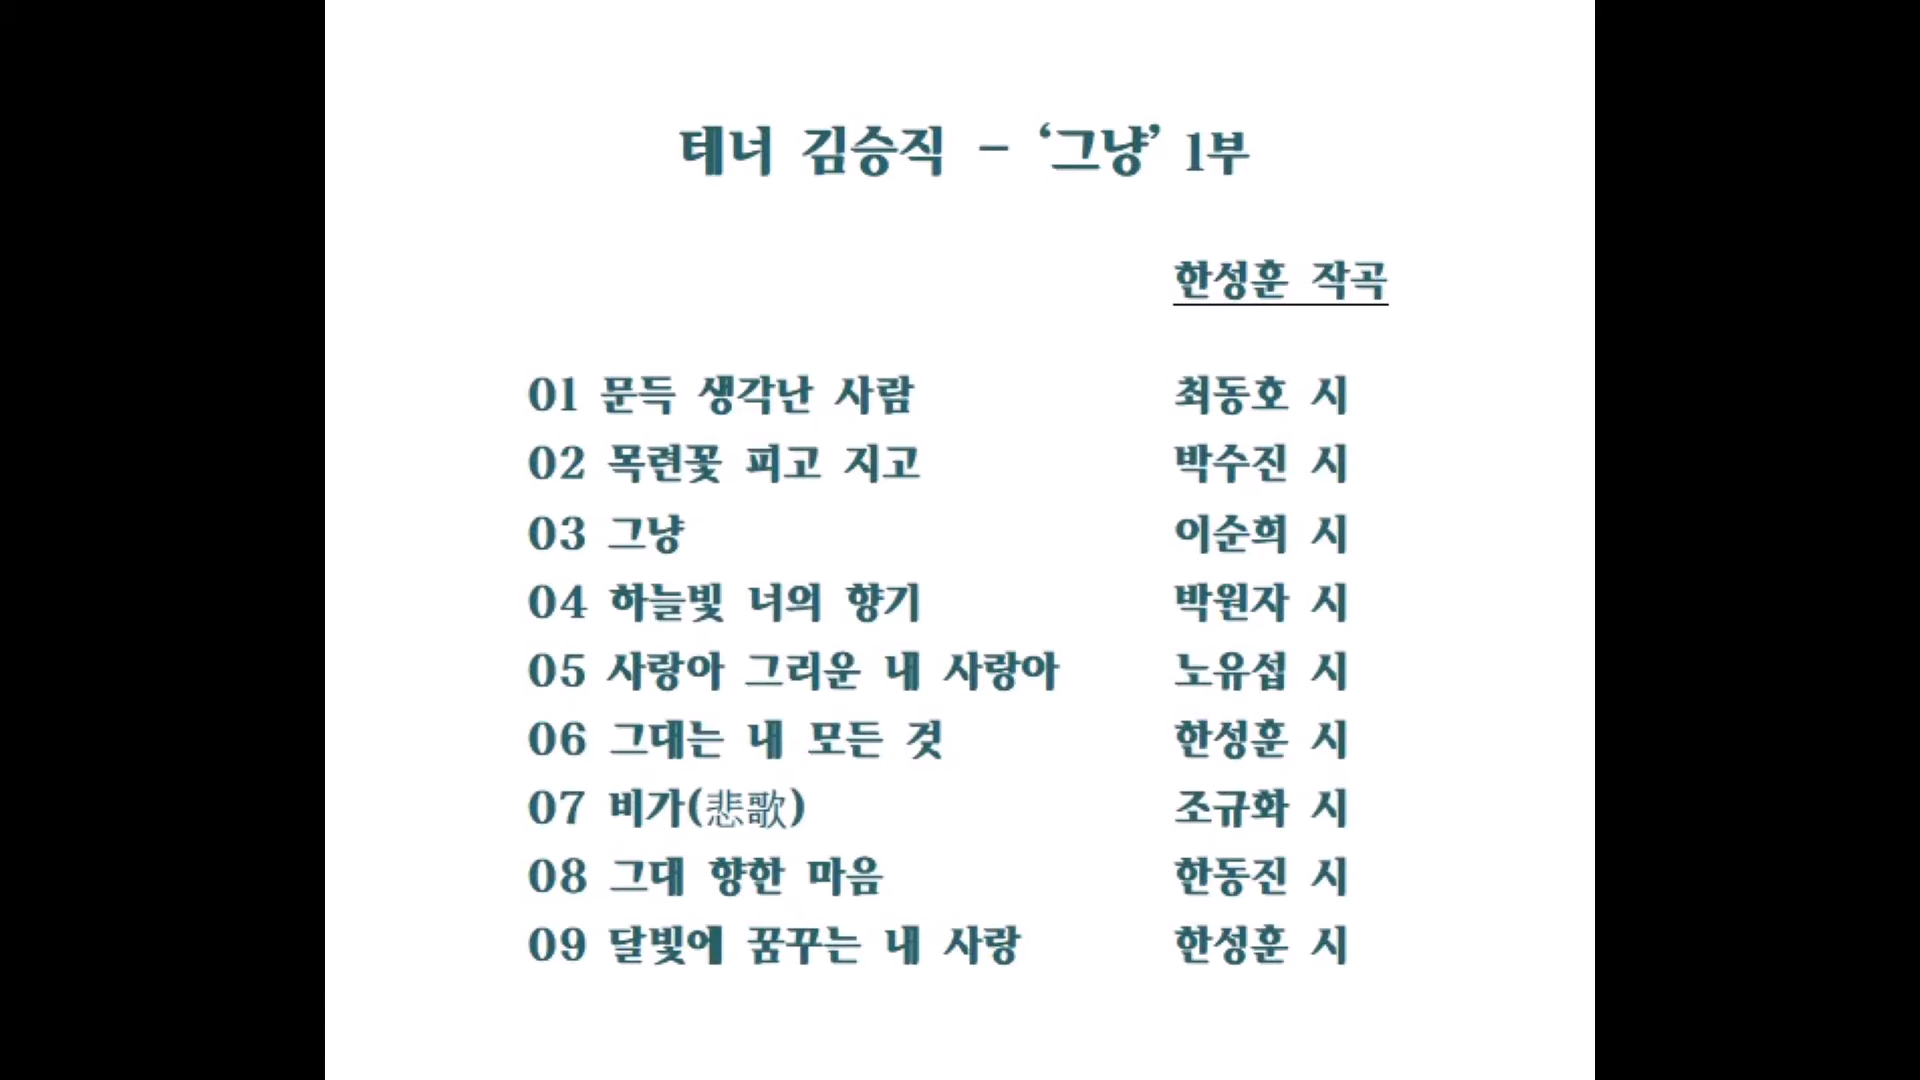 테너 김승직 – ‘그냥’ 1부
한성훈 작곡
01 문득 생각난 사람 최동호 시
02 목련꽃 피고 지고 박수진 시
03 그냥 이순희 시
04 하늘빛 너의 향기 박원자 시
05 사랑아 그리운 내 사랑아 노유섭 시
06 그대는 내 모든 것 한성훈 시
07 비가(悲歌) 조규화 시
08 그대 향한 마음 한동진 시
09 달빛에 꿈꾸는 내 사랑 한성훈 시